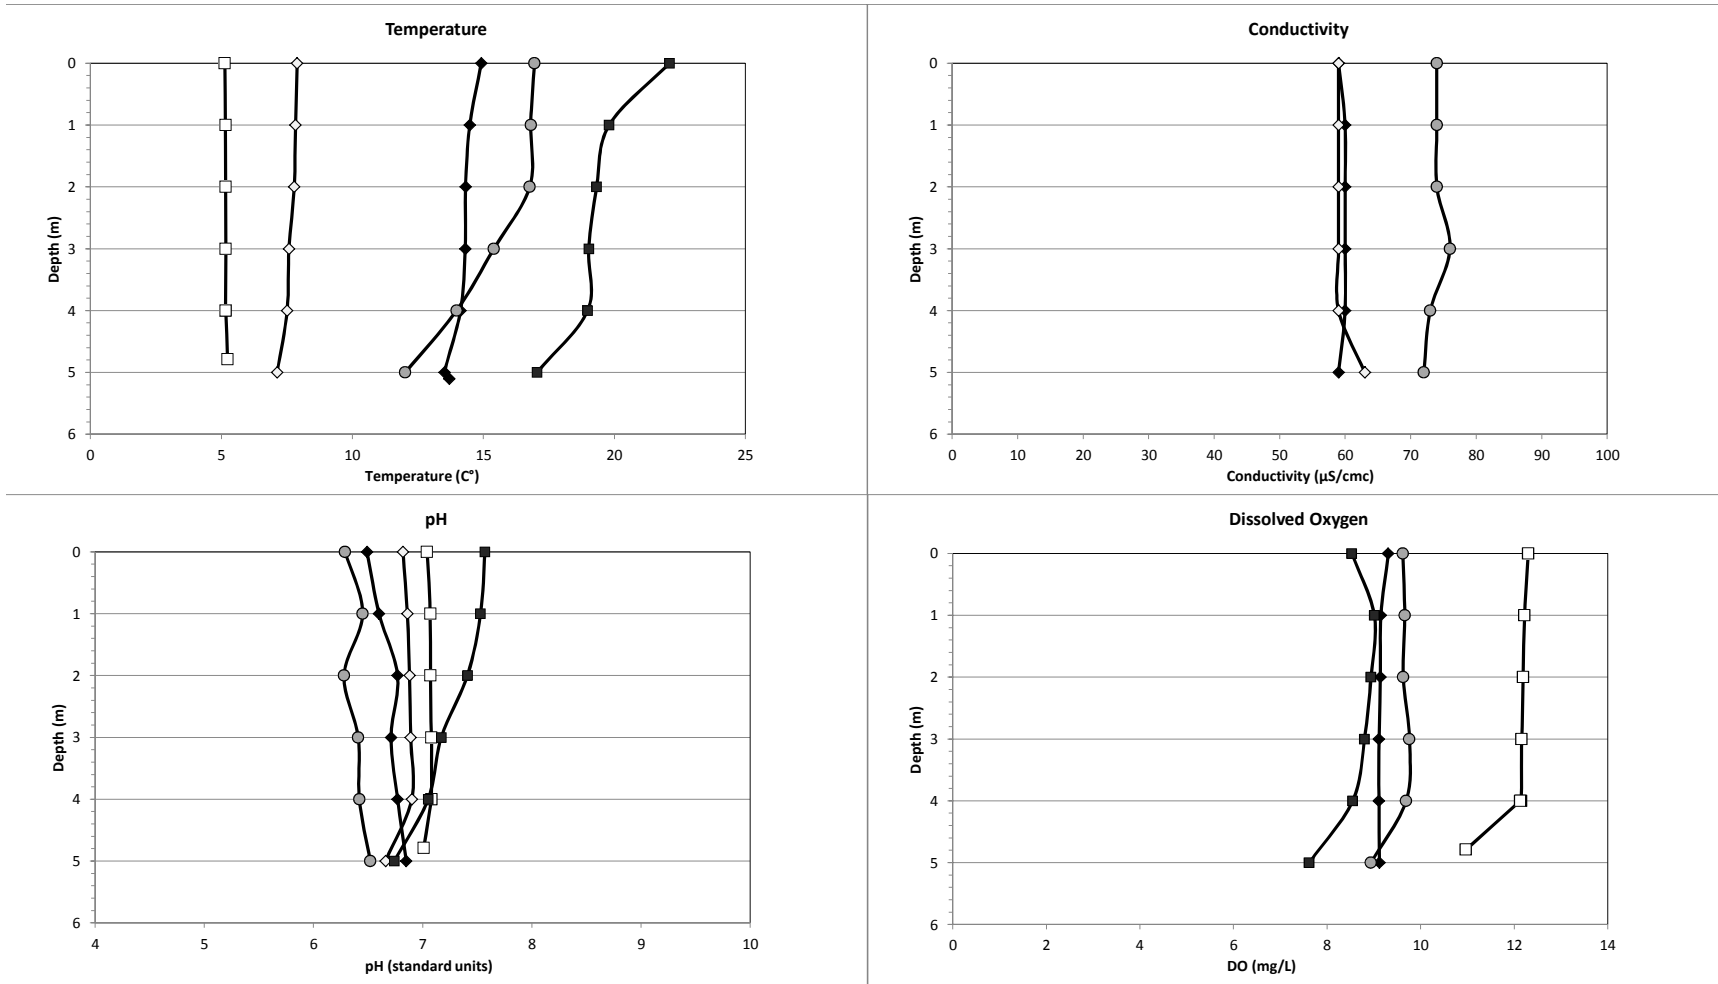 Temperature
0
1
2
3
4
5
6
Depth (m)
0 5 10 15 20 25
Temperature (C°)
Conductivity
0
1
2
3
4
5
6
Depth (m)
0 10 20 30 40 50 60 70 80 90 100
Conductivity (µS/cmc)
pH
0
1
2
3
4
5
6
Depth (m)
4 5 6 7 8 9 10
pH (standard units)
Dissolved Oxygen
0
1
2
3
4
5
6
Depth (m)
0 2 4 6 8 10 12 14
DO (mg/L)